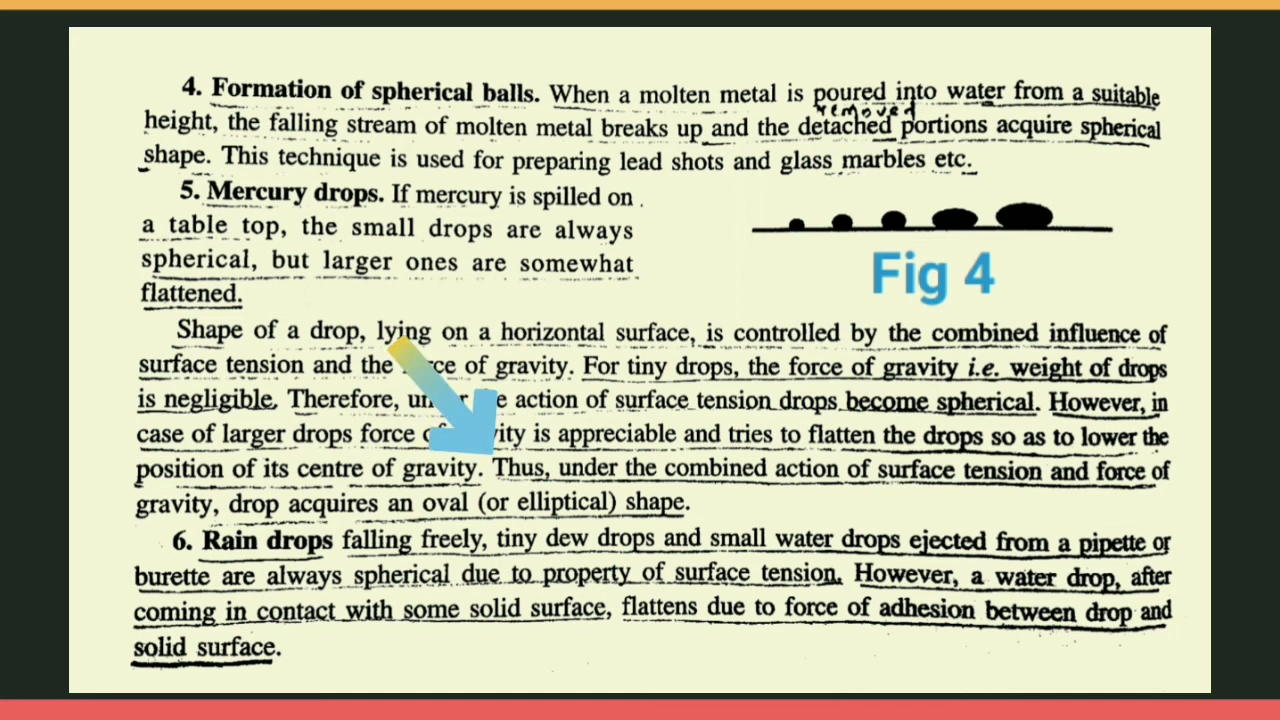 4. Formation of spherical balls. When a molten metal is poured into water from a suitable
removed
height, the falling stream of molten metal breaks up and the detached portions acquire spherical
shape. This technique is used for preparing lead shots and glass marbles etc.
5. Mercury drops. If mercury is spilled on
a table top, the small drops are always
spherical, but larger ones are somewhat
flattened.
Fig 4
Shape of a drop, lying on a horizontal surface, is controlled by the combined influence of
surface tension and the force of gravity. For tiny drops, the force of gravity i.e. weight of drops
is negligible. Therefore, under the action of surface tension drops become spherical. However, in
case of larger drops force of gravity is appreciable and tries to flatten the drops so as to lower the
position of its centre of gravity. Thus, under the combined action of surface tension and force of
gravity, drop acquires an oval (or elliptical) shape.
6. Rain drops falling freely, tiny dew drops and small water drops ejected from a pipette or
burette are always spherical due to property of surface tension. However, a water drop, after
coming in contact with some solid surface, flattens due to force of adhesion between drop and
solid surface.